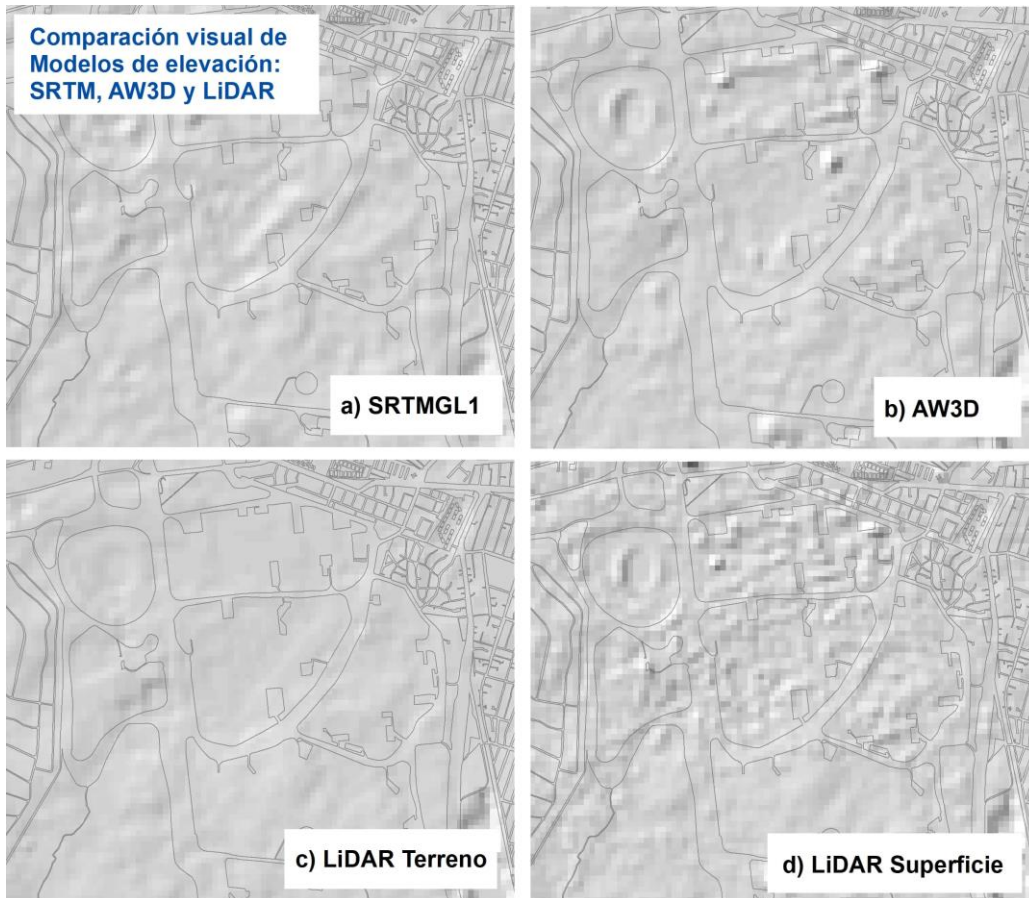 Comparación visual de
Modelos de elevación:
SRTM, AW3D y LiDAR
a) SRTMGL1
b) AW3D
c) LiDAR Terreno
d) LiDAR Superficie